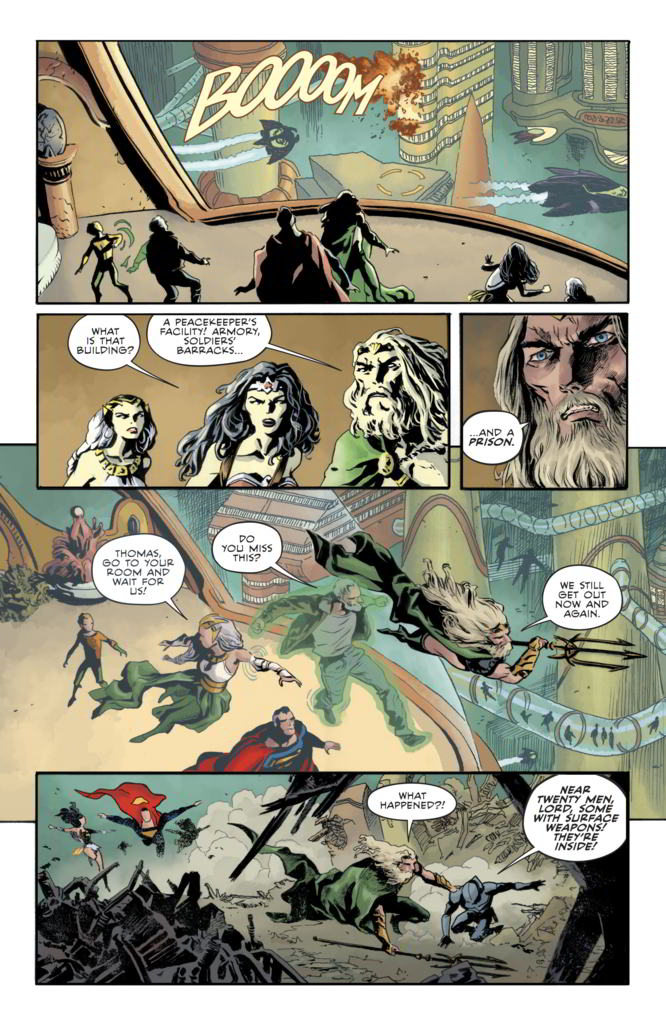 BOOOOM
WHAT
IS THAT
BUILDING?
A PEACEKEEPER'S
FACILITY! ARMORY,
SOLDIERS'
BARRACKS...
...AND A
PRISON.
THOMAS,
GO TO YOUR
ROOM AND
WAIT FOR
US!
DO
YOU MISS
THIS?
WE STILL
GET OUT
NOW AND
AGAIN.
WHAT
HAPPENED?!
NEAR
TWENTY MEN,
LORD, SOME
WITH SURFACE
WEAPONS!
THEY'RE
INSIDE!